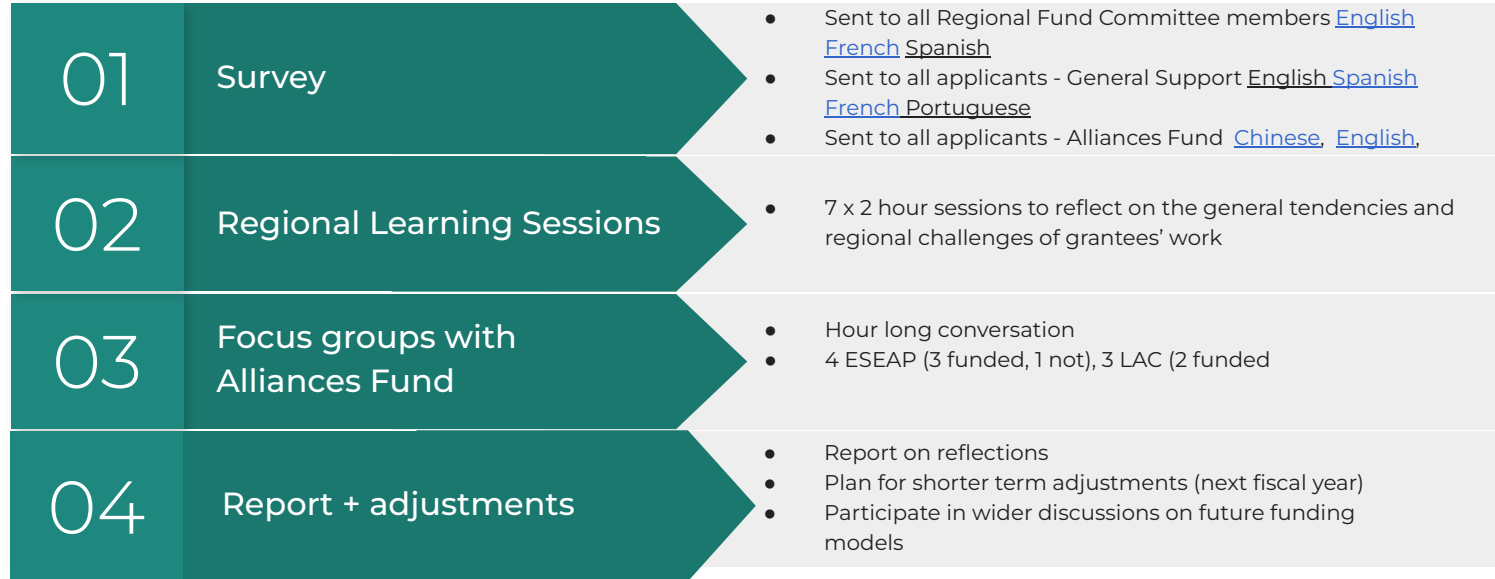 01
Survey
● Sent to all Regional Fund Committee members English
French Spanish
● Sent to all applicants - General Support English Spanish
French Portuguese
● Sent to all applicants - Alliances Fund Chinese, English,
02
Regional Learning Sessions
● 7 x 2 hour sessions to reflect on the general tendencies and
regional challenges of grantees’ work
03
Focus groups with
Alliances Fund
● Hour long conversation
● 4 ESEAP (3 funded, 1 not), 3 LAC (2 funded
04
Report + adjustments
● Report on reflections
● Plan for shorter term adjustments (next fiscal year)
● Participate in wider discussions on future funding
models